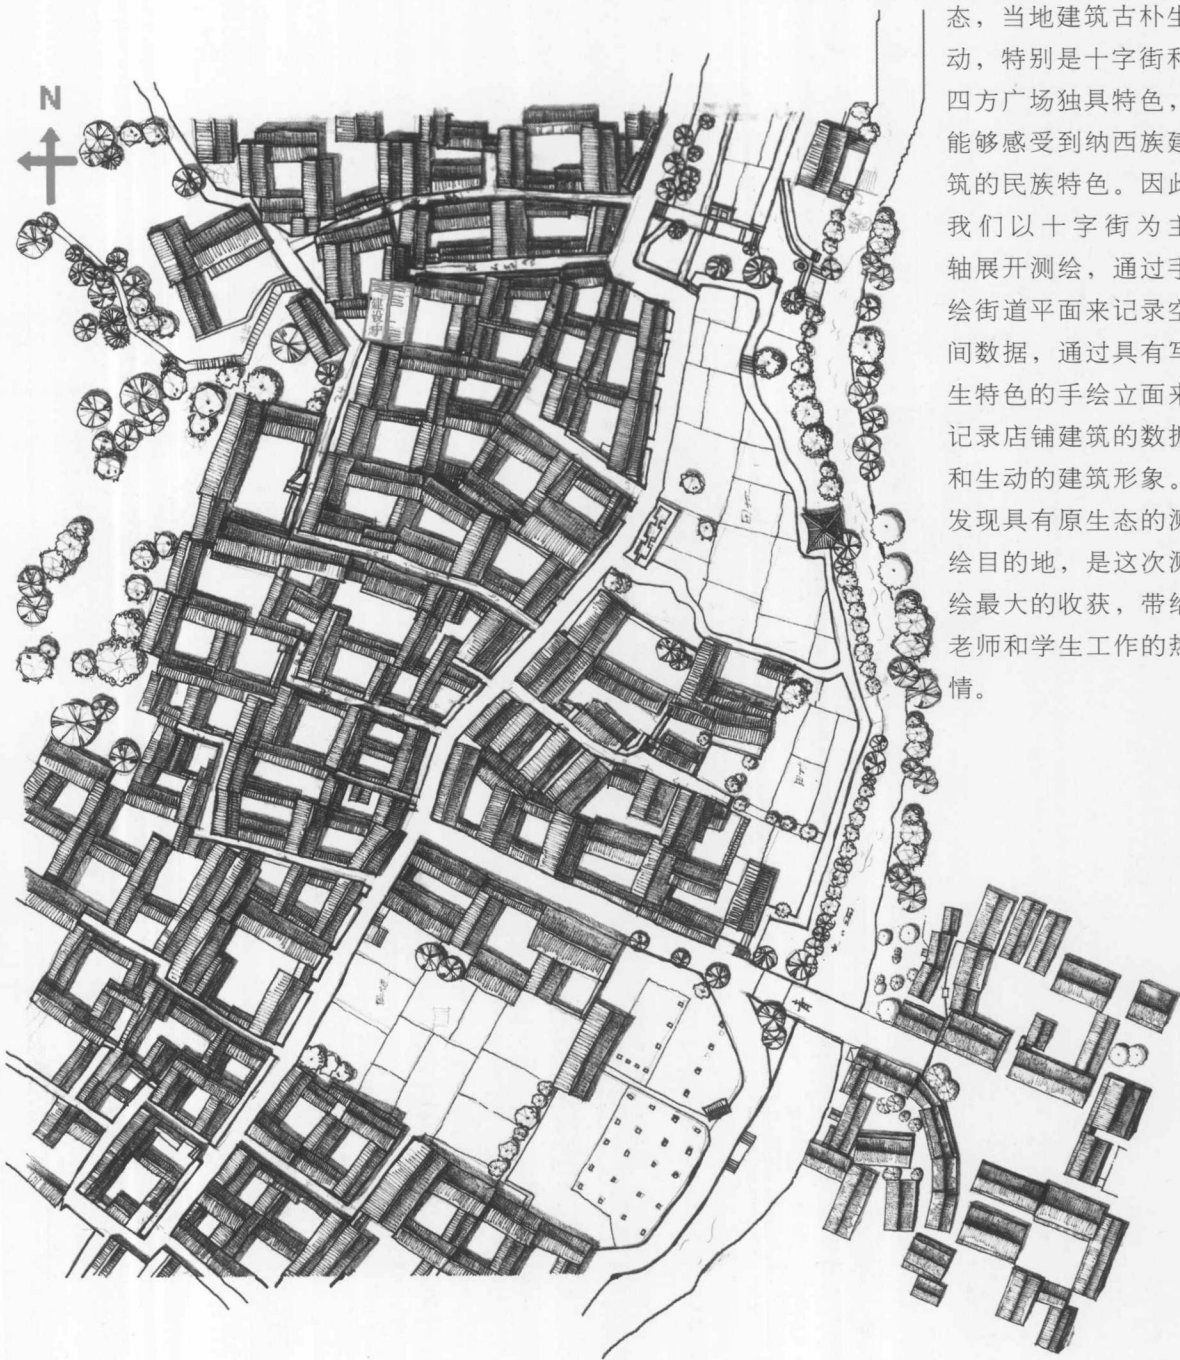 N
态，当地建筑古朴生
动，特别是十字街和
四方广场独具特色，
能够感受到纳西族建
筑的民族特色。因此
我们以十字街为主
轴展开测绘，通过手
绘街道平面来记录空
间数据，通过具有写
生特色的手绘立面来
记录店铺建筑的数据
和生动的建筑形象。
发现具有原生态的测
绘目的地，是这次测
绘最大的收获，带给
老师和学生工作的热
情。